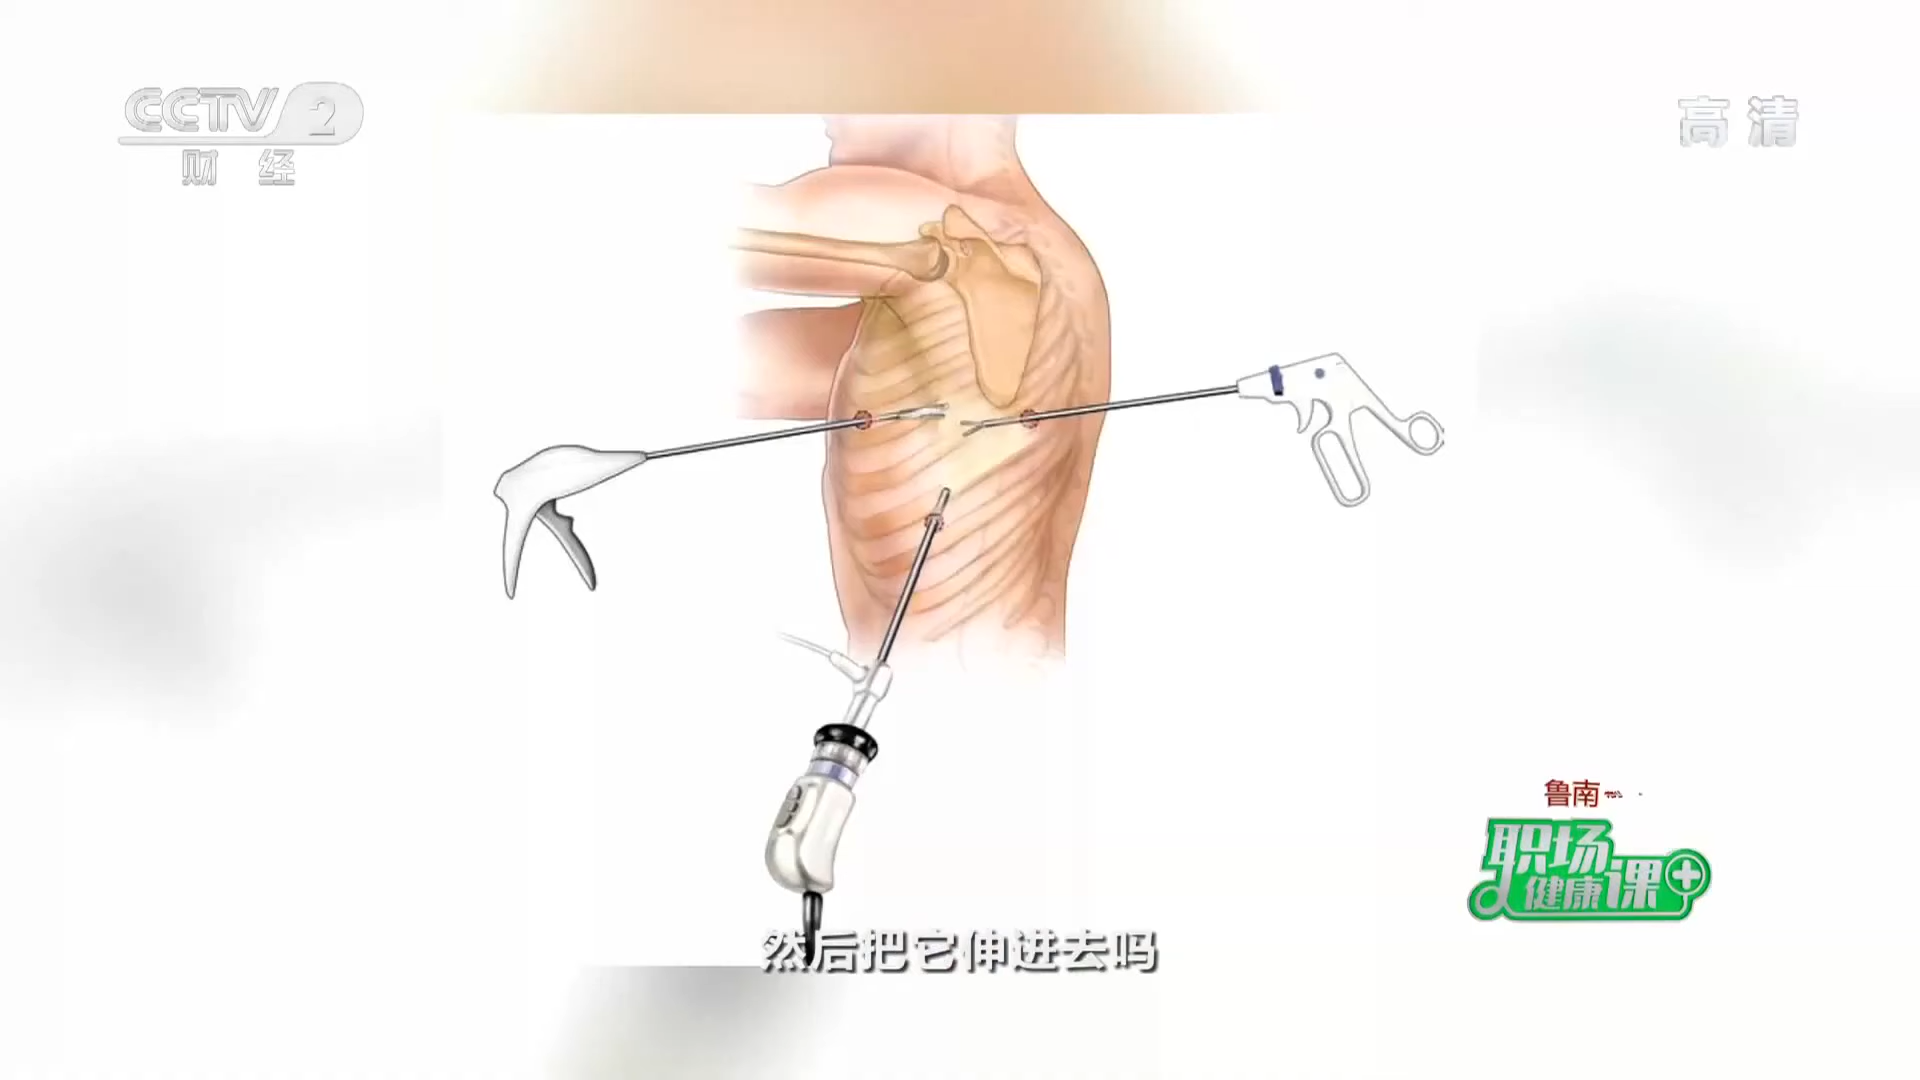 CCTV 2
财 经
高清
鲁南
职场
健康课
然后把它伸进去吗